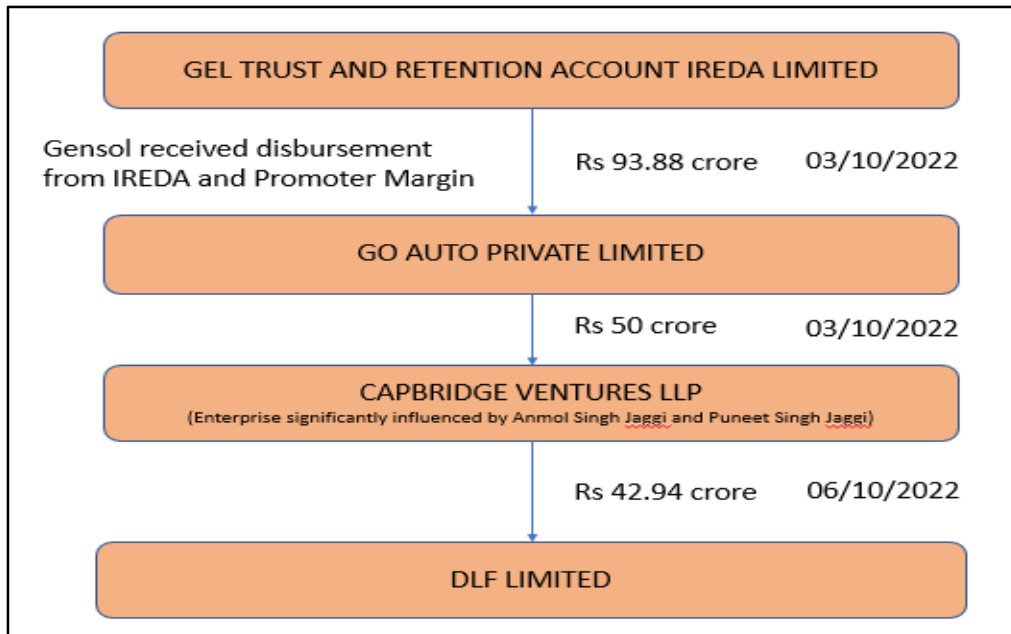 GEL TRUST AND RETENTION ACCOUNT IREDA LIMITED
Gensol received disbursement
from IREDA and Promoter Margin
Rs 93.88 crore 03/10/2022
GO AUTO PRIVATE LIMITED
Rs 50 crore 03/10/2022
CAPBRIDGE VENTURES LLP
(Enterprise significantly influenced by Anmol Singh Jaggi and Puneet Singh Jaggi)
Rs 42.94 crore 06/10/2022
DLF LIMITED